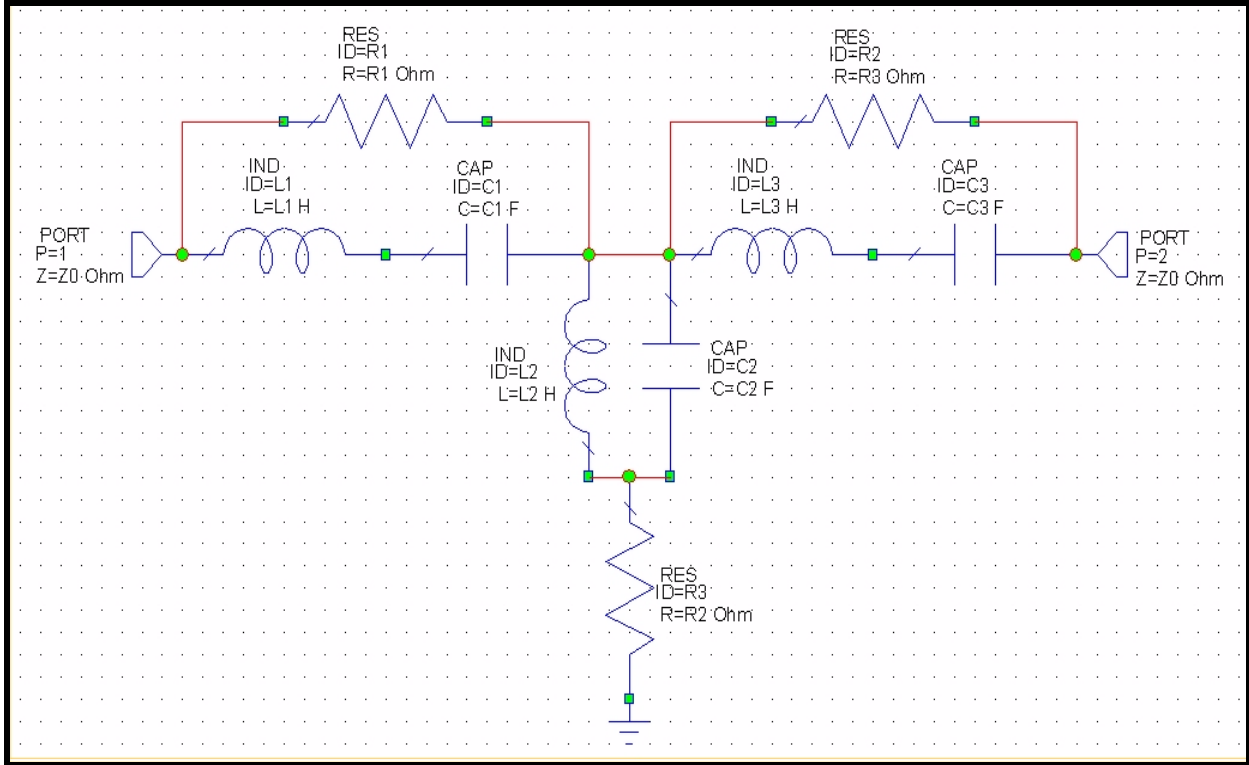 RES
ID=R1
R=R1 Ohm
RES
ID=R2
R=R3 Ohm
IND
ID=L1
L=L1 H
CAP
ID=C1
C=C1 F
IND
ID=L3
L=L3 H
CAP
ID=C3
C=C3 F
PORT
P=1
Z=Z0 Ohm
PORT
P=2
Z=Z0 Ohm
IND
ID=L2
L=L2 H
CAP
ID=C2
C=C2 F
RES
ID=R3
R=R2 Ohm